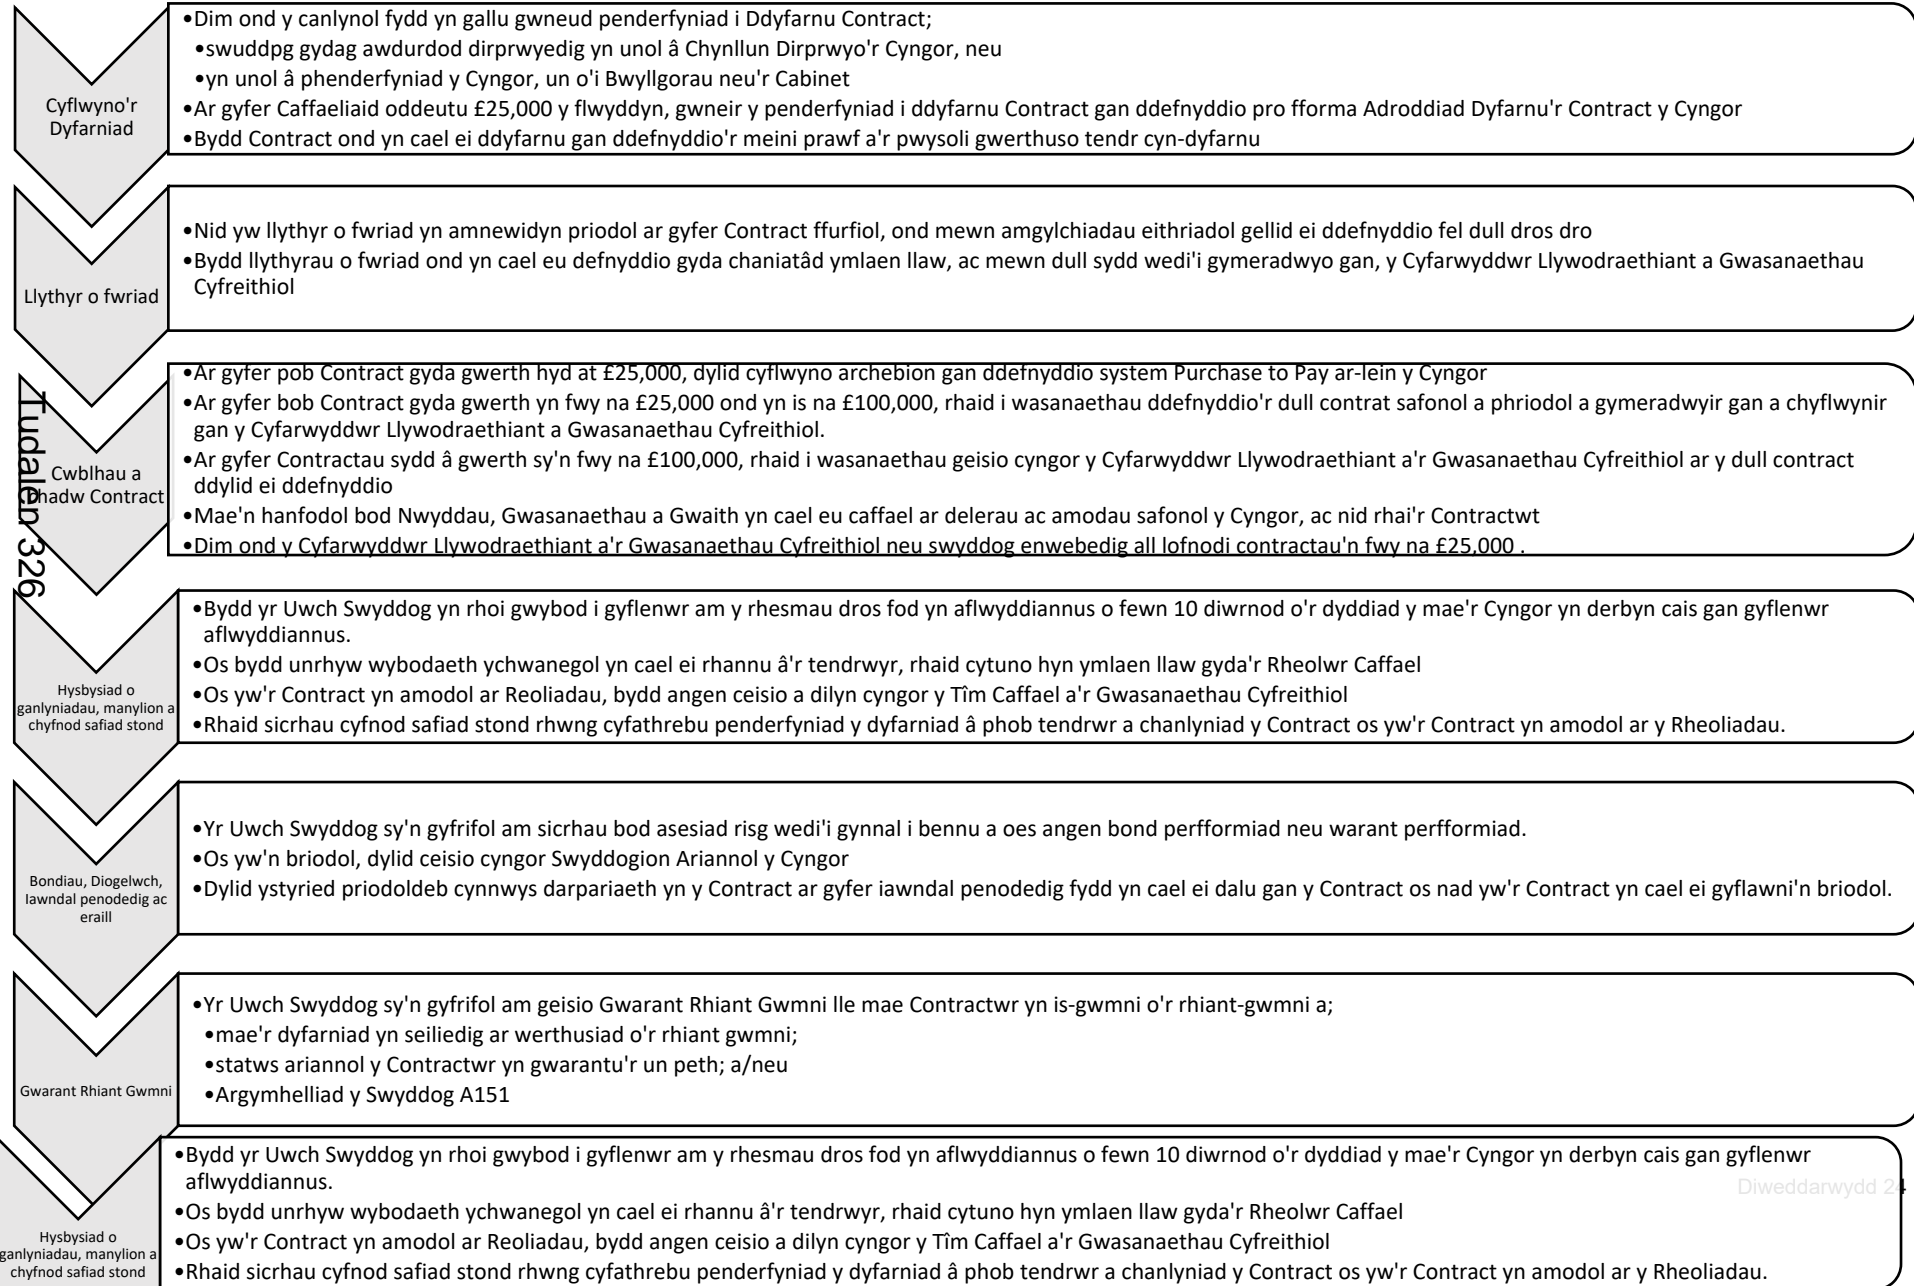 Cyflwyno'r
Dyfarniad
•Dim ond y canlynol fydd yn gallu gwneud penderfyniad i Ddyfarnu Contract;
•swuddpg gydag awdurdod dirprwyedig yn unol â Chynllun Dirprwyo'r Cyngor, neu
•yn unol â phenderfyniad y Cyngor, un o'i Bwyllgorau neu'r Cabinet
•Ar gyfer Caffaeliaid oddeutu £25,000 y flwyddyn, gwneir y penderfyniad i ddyfarnu Contract gan ddefnyddio pro fforma Adroddiad Dyfarnu'r Contract y Cyngor
•Bydd Contract ond yn cael ei ddyfarnu gan ddefnyddio'r meini prawf a'r pwysoli gwerthuso tendr cyn-dyfarnu
Llythyr o fwriad
•Nid yw llythyr o fwriad yn amnewidyn priodol ar gyfer Contract ffurfiol, ond mewn amgylchiadau eithriadol gellid ei ddefnyddio fel dull dros dro
•Bydd llythyrau o fwriad ond yn cael eu defnyddio gyda chaniatâd ymlaen llaw, ac mewn dull sydd wedi'i gymeradwyo gan, y Cyfarwyddwr Llywodraethiant a Gwasanaethau
Cyfreithiol
Tudalen 326
Cwblhau a
chadw Contract
•Ar gyfer pob Contract gyda gwerth hyd at £25,000, dylid cyflwyno archebion gan ddefnyddio system Purchase to Pay ar-lein y Cyngor
•Ar gyfer bob Contract gyda gwerth yn fwy na £25,000 ond yn is na £100,000, rhaid i wasanaethau ddefnyddio'r dull contrat safonol a phriodol a gymeradwyir gan a chyflwynir
gan y Cyfarwyddwr Llywodraethiant a Gwasanaethau Cyfreithiol.
•Ar gyfer Contractau sydd â gwerth sy'n fwy na £100,000, rhaid i wasanaethau geisio cyngor y Cyfarwyddwr Llywodraethiant a'r Gwasanaethau Cyfreithiol ar y dull contract
ddylid ei ddefnyddio
•Mae'n hanfodol bod Nwyddau, Gwasanaethau a Gwaith yn cael eu caffael ar delerau ac amodau safonol y Cyngor, ac nid rhai'r Contractwt
•Dim ond y Cyfarwyddwr Llywodraethiant a'r Gwasanaethau Cyfreithiol neu swyddog enwebedig all lofnodi contractau'n fwy na £25,000 .
Hysbysiad o
ganlyniadau, manylion a
chyfnod safiad stond
•Bydd yr Uwch Swyddog yn rhoi gwybod i gyflenwr am y rhesmau dros fod yn aflwyddiannus o fewn 10 diwrnod o'r dyddiad y mae'r Cyngor yn derbyn cais gan gyflenwr
aflwyddiannus.
•Os bydd unrhyw wybodaeth ychwanegol yn cael ei rhannu â'r tendrwyr, rhaid cytuno hyn ymlaen llaw gyda'r Rheolwr Caffael
•Os yw'r Contract yn amodol ar Reoliadau, bydd angen ceisio a dilyn cyngor y Tîm Caffael a'r Gwasanaethau Cyfreithiol
•Rhaid sicrhau cyfnod safiad stond rhwng cyfathrebu penderfyniad y dyfarniad â phob tendrwr a chanlyniad y Contract os yw'r Contract yn amodol ar y Rheoliadau.
Bondiau, Diogelwch,
Iawndal penodedig ac
eraill
•Yr Uwch Swyddog sy'n gyfrifol am sicrhau bod asesiad risg wedi'i gynnal i bennu a oes angen bond perfformiad neu warant perfformiad.
•Os yw'n briodol, dylid ceisio cyngor Swyddogion Ariannol y Cyngor
•Dylid ystyried priodoldeb cynnwys darpariaeth yn y Contract ar gyfer iawndal penodedig fydd yn cael ei dalu gan y Contract os nad yw'r Contract yn cael ei gyflawni'n briodol.
Gwarant Rhiant Gwmni
•Yr Uwch Swyddog sy'n gyfrifol am geisio Gwarant Rhiant Gwmni lle mae Contractwr yn is-gwmni o'r rhiant-gwmni a;
•mae'r dyfarniad yn seiliedig ar werthusiad o'r rhiant gwmni;
•statws ariannol y Contractwr yn gwarantu'r un peth; a/neu
•Argymhelliad y Swyddog A151
Hysbysiad o
ganlyniadau, manylion a
chyfnod safiad stond
•Bydd yr Uwch Swyddog yn rhoi gwybod i gyflenwr am y rhesmau dros fod yn aflwyddiannus o fewn 10 diwrnod o'r dyddiad y mae'r Cyngor yn derbyn cais gan gyflenwr
aflwyddiannus.
Diweddarwydd 24
•Os bydd unrhyw wybodaeth ychwanegol yn cael ei rhannu â'r tendrwyr, rhaid cytuno hyn ymlaen llaw gyda'r Rheolwr Caffael
•Os yw'r Contract yn amodol ar Reoliadau, bydd angen ceisio a dilyn cyngor y Tîm Caffael a'r Gwasanaethau Cyfreithiol
•Rhaid sicrhau cyfnod safiad stond rhwng cyfathrebu penderfyniad y dyfarniad â phob tendrwr a chanlyniad y Contract os yw'r Contract yn amodol ar y Rheoliadau.